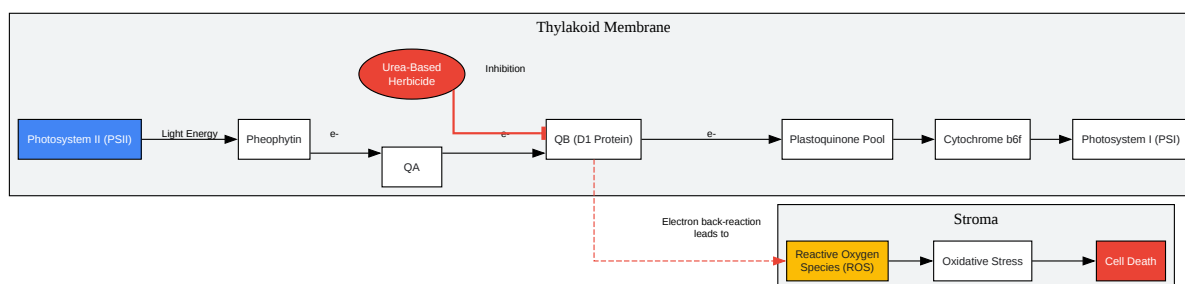 Thylakoid Membrane
Urea-Based
Herbicide
Inhibition
Photosystem II (PSII)
Light Energy
Pheophytin
e-
QA
e-
QB (D1 Protein)
e-
Plastoquinone Pool
Cytochrome b6f
Photosystem I (PSI)
Electron back-reaction
leads to
Stroma
Reactive Oxygen
Species (ROS)
Oxidative Stress
Cell Death